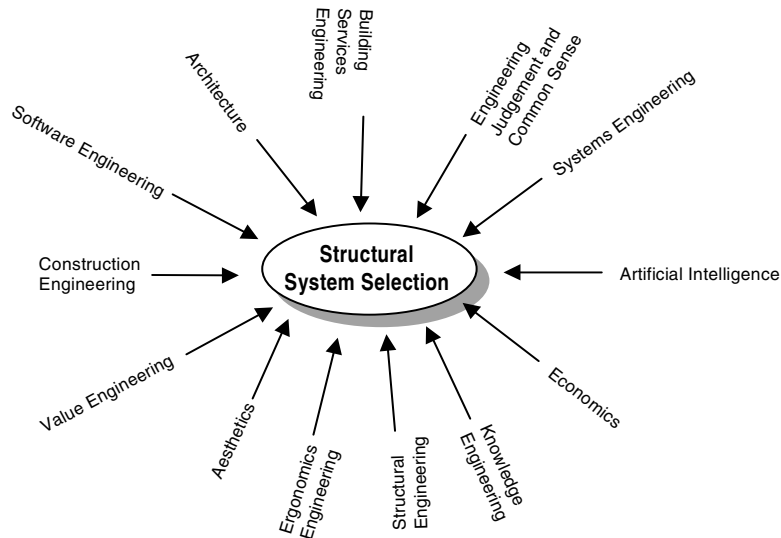 Building
Services
Engineering
Engineering
Judgement and
Common Sense
Architecture
Systems Engineering
Software Engineering
Structural
System Selection
Construction
Engineering
Artificial Intelligence
Value Engineering
Economics
Aesthetics
Ergonomics
Engineering
Structural
Engineering
Knowledge
Engineering